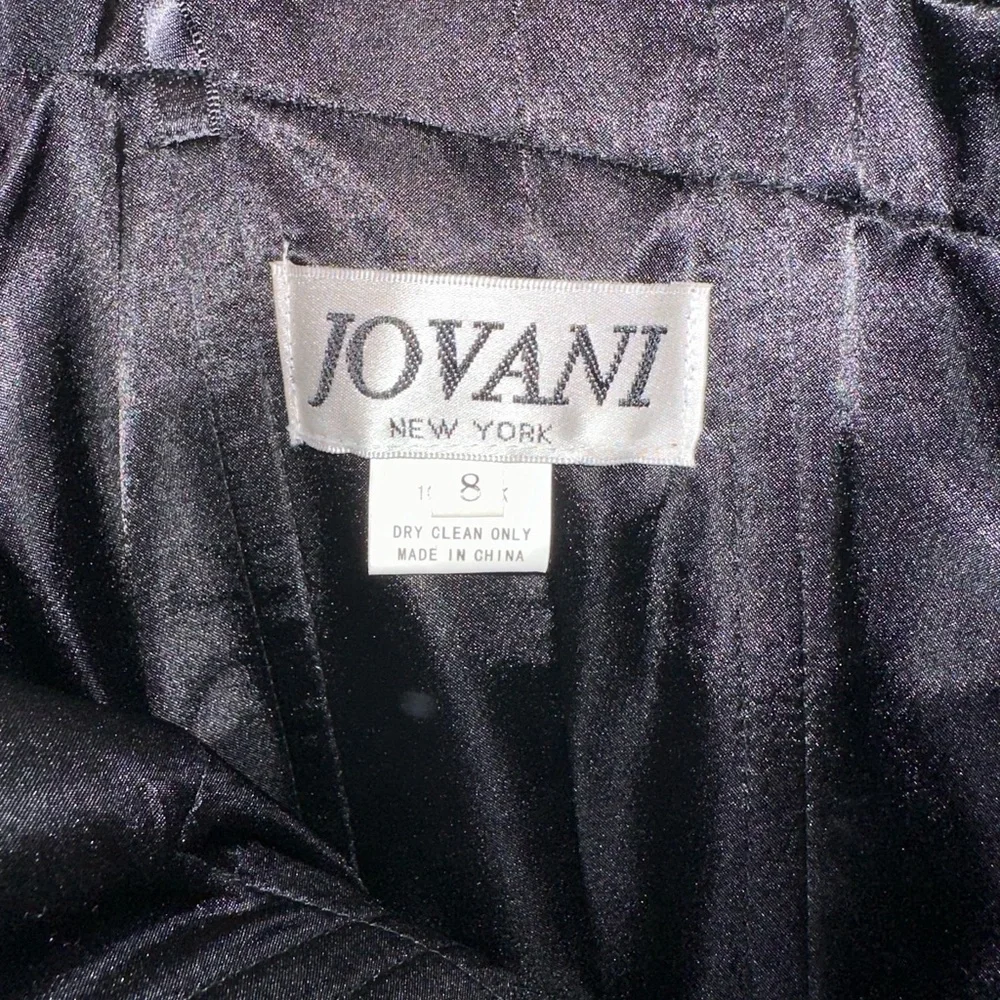 JOVANI
NEW YORK
8
DRY CLEAN ONLY
MADE IN CHINA